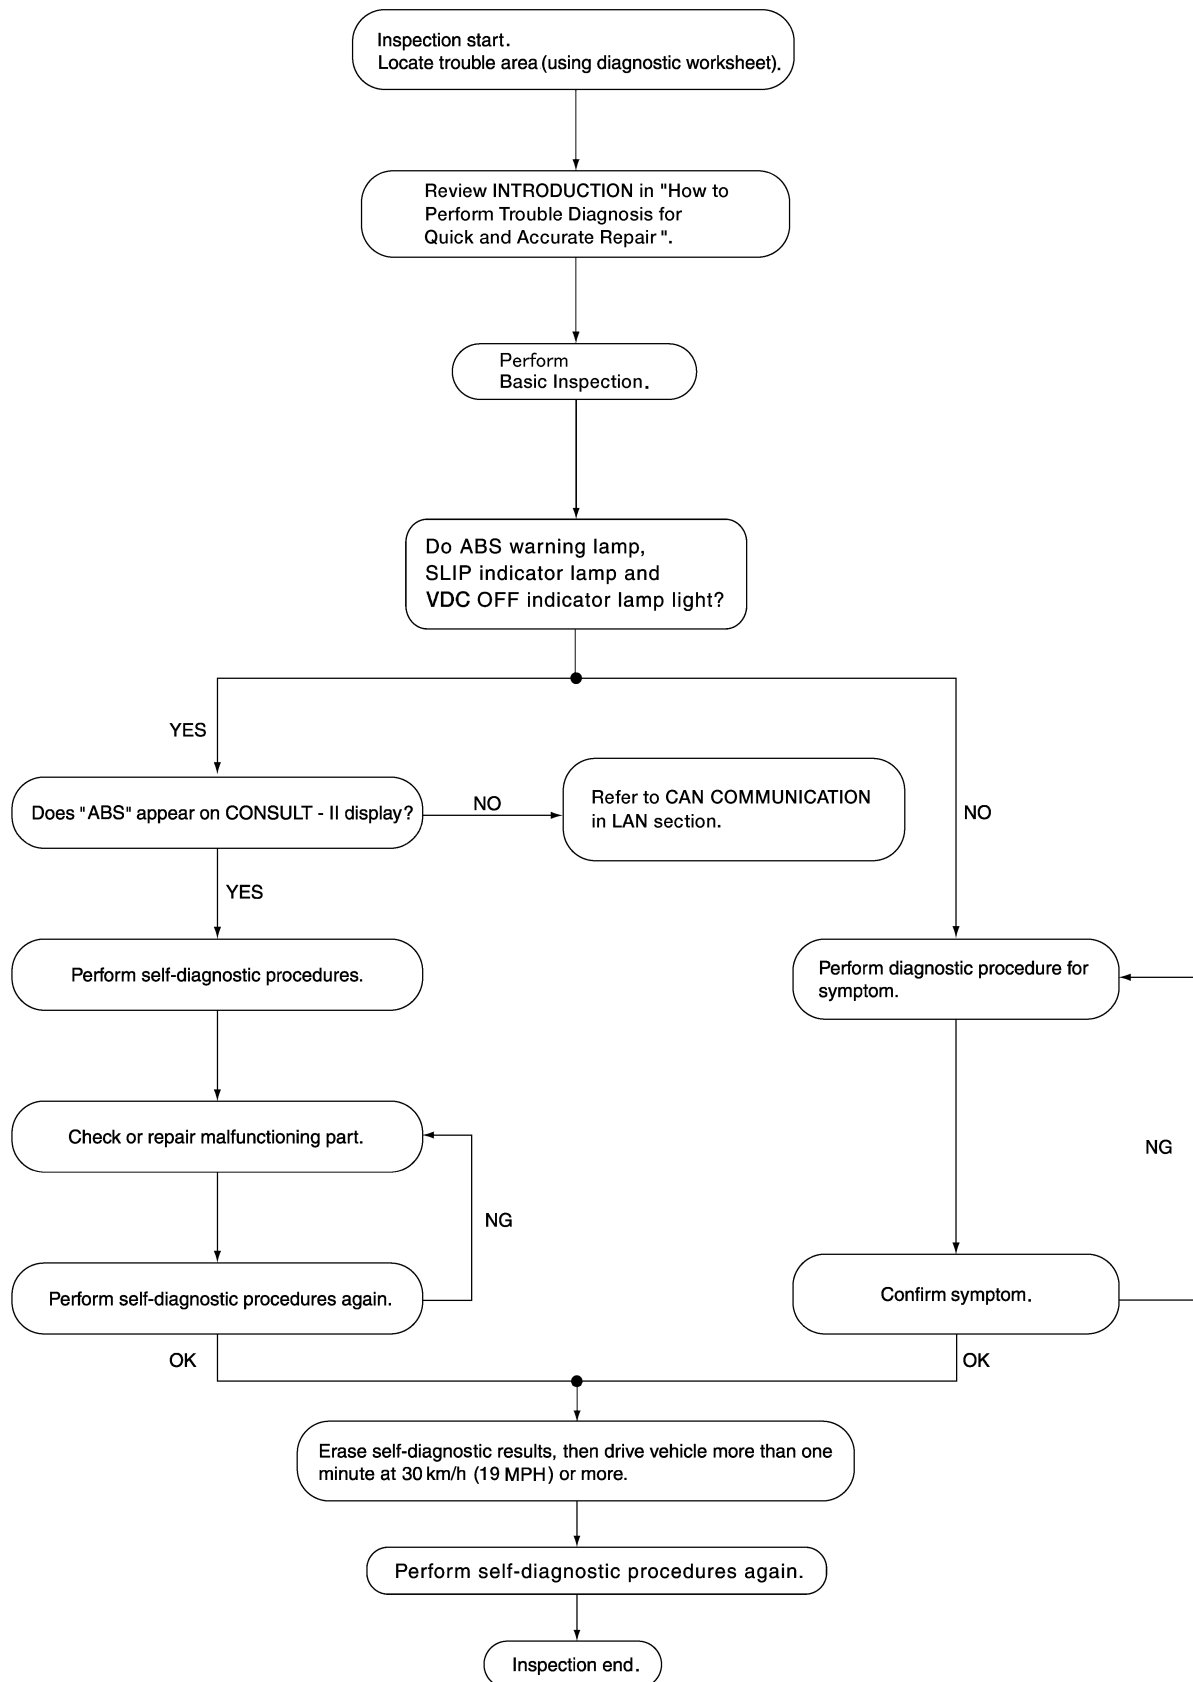 Inspection start.
Locate trouble area (using diagnostic worksheet).
Review INTRODUCTION in "How to
Perform Trouble Diagnosis for
Quick and Accurate Repair".
Perform
Basic Inspection.
Do ABS warning lamp,
SLIP indicator lamp and
VDC OFF indicator lamp light?
YES
Does "ABS" appear on CONSULT - II display?
NO
Refer to CAN COMMUNICATION
in LAN section.
NO
YES
Perform self-diagnostic procedures.
Perform diagnostic procedure for
symptom.
Check or repair malfunctioning part.
NG
NG
Perform self-diagnostic procedures again.
Confirm symptom.
OK
OK
Erase self-diagnostic results, then drive vehicle more than one
minute at 30 km/h (19 MPH) or more.
Perform self-diagnostic procedures again.
Inspection end.